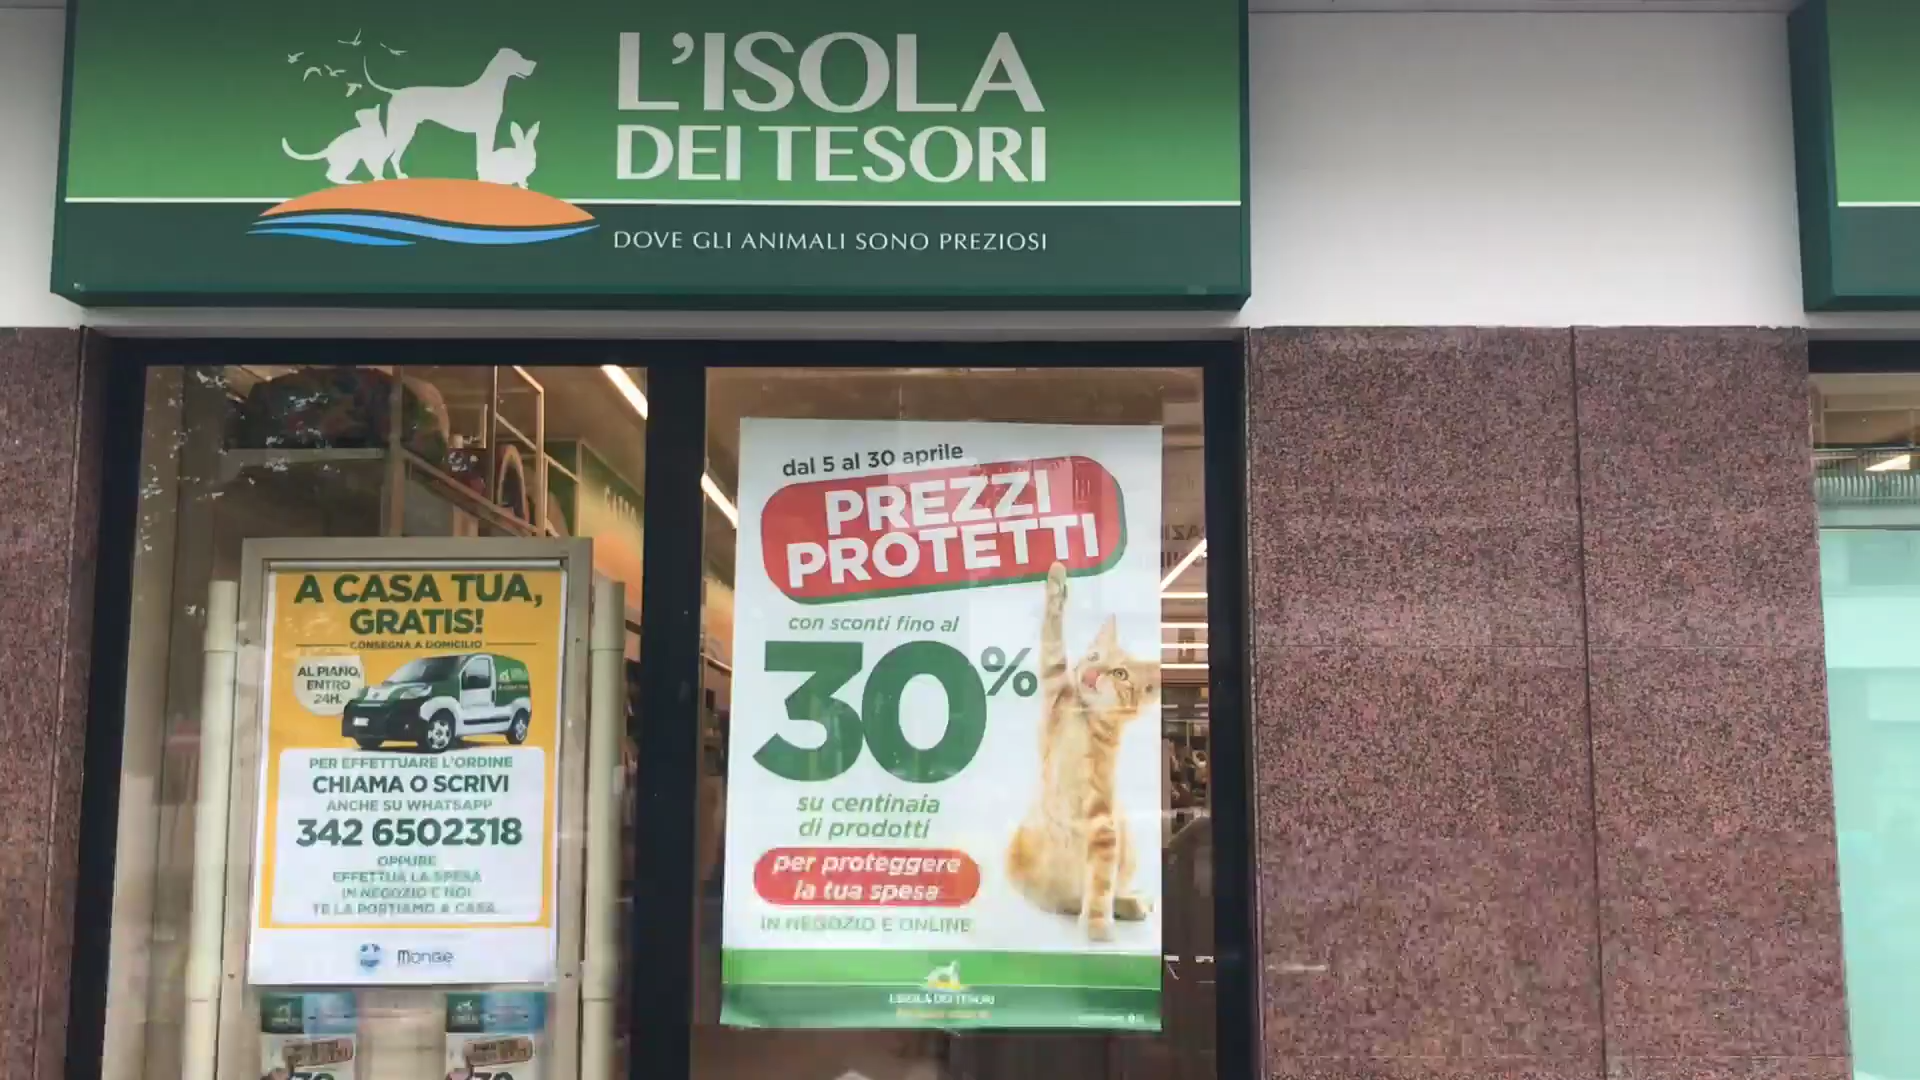 L'ISOLA
DEI TESORI
DOVE GLI ANIMALI SONO PREZIOSI
A CASA TUA,
GRATIS!
CONSEGNA A DOMICILIO
AL PIANO,
ENTRO
24H.
PER EFFETTUARE L'ORDINE
CHIAMA O SCRIVI
ANCHE SU WHATSAPP
342 6502318
OPPURE
EFFETTUA LA SPESA
IN NEGOZIO E NOI
TE LA PORTIAMO A CASA
Monge
dal 5 al 30 aprile
PREZZI
PROTETTI
con sconti fino al
30%
su centinaia
di prodotti
per proteggere
la tua spesa
IN NEGOZIO E ONLINE
L'ISOLA DEI TESORI